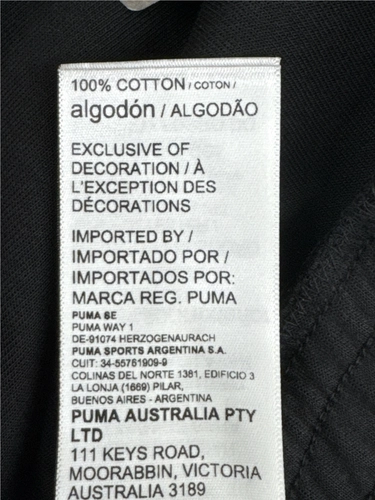 100% COTTON / COTON /
algodón / ALGODÃO
EXCLUSIVE OF
DECORATION / À
L'EXCEPTION DES
DÉCORATIONS
IMPORTED BY /
IMPORTADO POR /
IMPORTADOS POR:
MARCA REG. PUMA
PUMA SE
PUMA WAY 1
DE-91074 HERZOGENAURACH
PUMA SPORTS ARGENTINA S.A.
CUIT: 34-55761909-9
COLINAS DEL NORTE 1381, EDIFICIO 3
LA LONJA (1669) PILAR,
BUENOS AIRES - ARGENTINA
PUMA AUSTRALIA PTY
LTD
111 KEYS ROAD,
MOORABBIN, VICTORIA
AUSTRALIA 3189